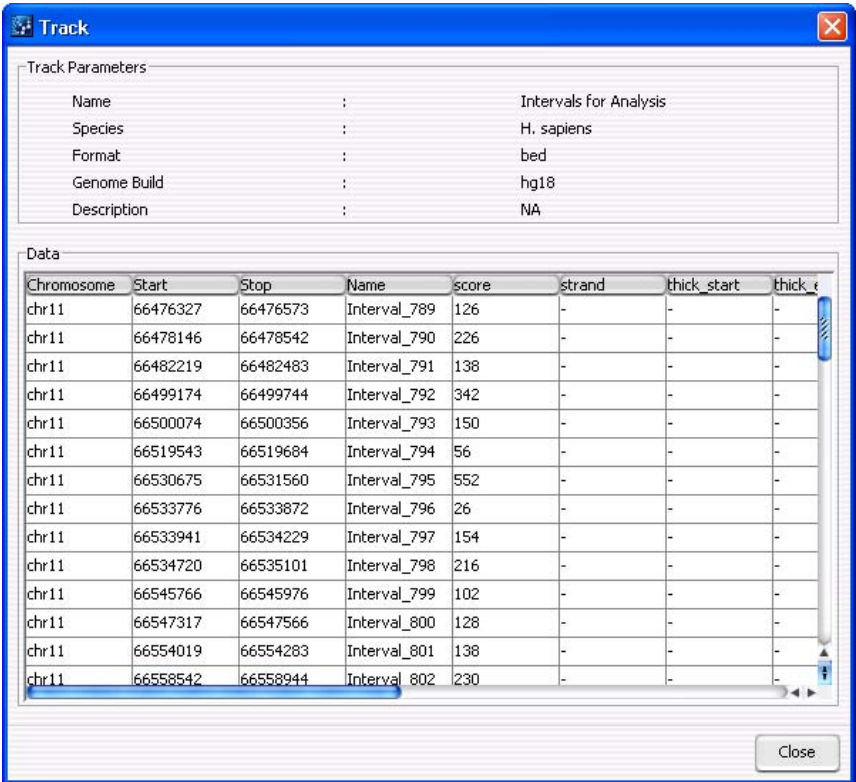 Track
Track Parameters
Name : Intervals for Analysis
Species : H. sapiens
Format : bed
Genome Build : hg18
Description : NA
Data
Chromosome Start Stop Name score strand thick_start thick_e
chr11 66476327 66476573 Interval_789 126 - - -
chr11 66478146 66478542 Interval_790 226 - - -
chr11 66482219 66482483 Interval_791 138 - - -
chr11 66499174 66499744 Interval_792 342 - - -
chr11 66500074 66500356 Interval_793 150 - - -
chr11 66519543 66519684 Interval_794 56 - - -
chr11 66530675 66531560 Interval_795 552 - - -
chr11 66533776 66533872 Interval_796 26 - - -
chr11 66533941 66534229 Interval_797 154 - - -
chr11 66534720 66535101 Interval_798 216 - - -
chr11 66545766 66545976 Interval_799 102 - - -
chr11 66547317 66547566 Interval_800 128 - - -
chr11 66554019 66554283 Interval_801 138 - - -
chr11 66558542 66558944 Interval_802 230 - - -
Close